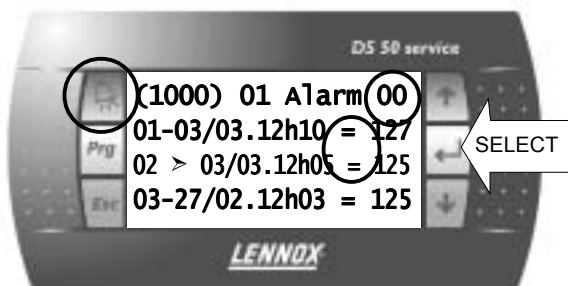 DS 50 service
(1000) 01 Alarm 00
01-03/03.12h10 = 127
Prg
02 ➢ 03/03.12h05 = 125
SELECT
Esc
03-27/02.12h03 = 125
LENNOX